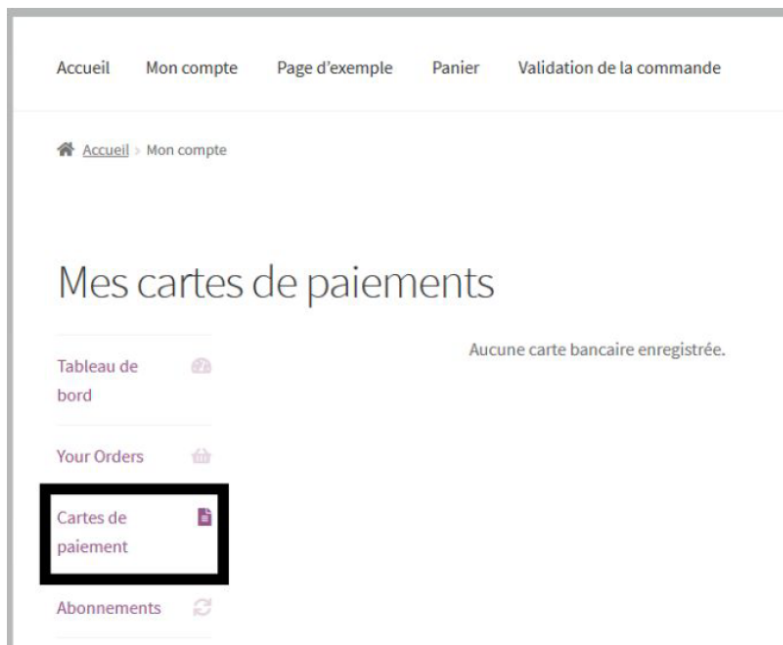 Accueil Mon compte Page d'exemple Panier Validation de la commande
Accueil › Mon compte
Mes cartes de paiements
Aucune carte bancaire enregistrée.
Tableau de
bord
Your Orders
Cartes de
paiement
Abonnements